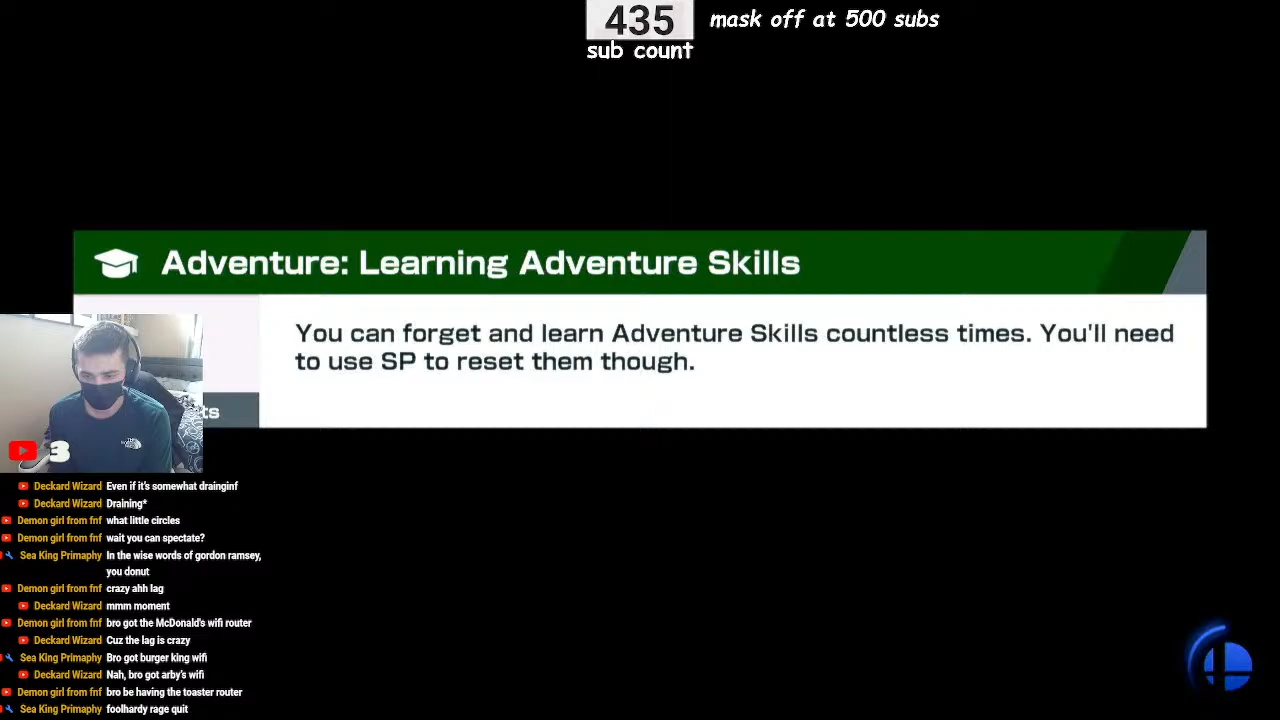 435
mask off at 500 subs
sub count
Adventure: Learning Adventure Skills
You can forget and learn Adventure Skills countless times. You'll need
to use SP to reset them though.
ts
3
Deckard Wizard Even if it's somewhat drainginf
Deckard Wizard Draining*
Demon girl from fnf what little circles
Demon girl from fnf wait you can spectate?
Sea King Primaphy In the wise words of gordon ramsey,
you donut
Demon girl from fnf crazy ahh lag
Deckard Wizard mmm moment
Demon girl from fnf bro got the McDonald's wifi router
Deckard Wizard Cuz the lag is crazy
Sea King Primaphy Bro got burger king wifi
Deckard Wizard Nah, bro got arby's wifi
Demon girl from fnf bro be having the toaster router
Sea King Primaphy foolhardy rage quit